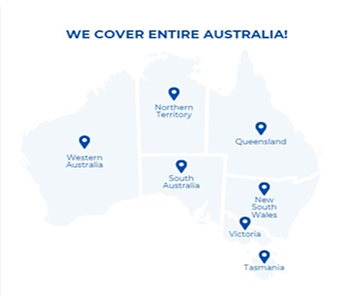 WE COVER ENTIRE AUSTRALIA!
Northern
Territory
Queensland
Western
Australia
South
Australia
New
South
Wales
Victoria
Tasmania